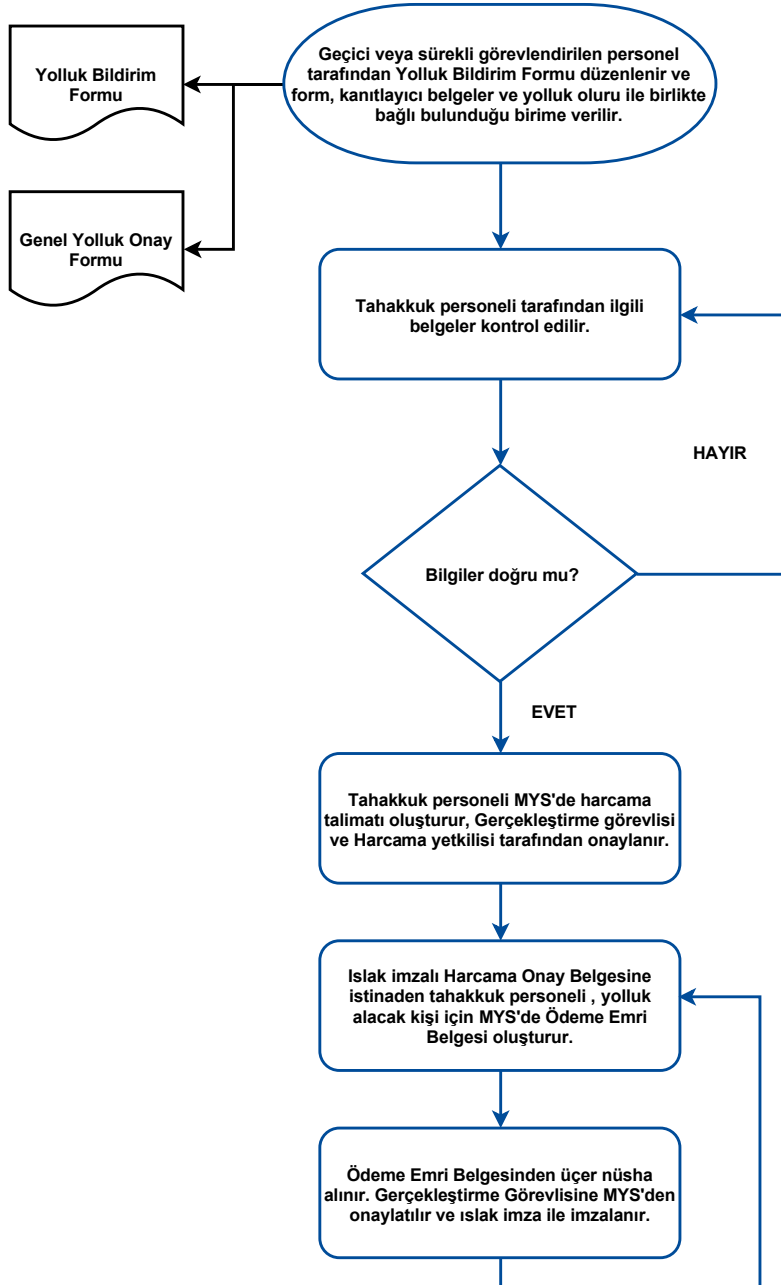 Geçici veya sürekli görevlendirilen personel
tarafından Yolluk Bildirim Formu düzenlenir ve
form, kanıtlayıcı belgeler ve yolluk oluru ile birlikte
bağlı bulunduğu birime verilir.
Yolluk Bildirim
Formu
Genel Yolluk Onay
Formu
Tahakkuk personeli tarafından ilgili
belgeler kontrol edilir.
HAYIR
Bilgiler doğru mu?
EVET
Tahakkuk personeli MYS'de harcama
talimatı oluşturur, Gerçekleştirme görevlisi
ve Harcama yetkilisi tarafından onaylanır.
Islak imzalı Harcama Onay Belgesine
istinaden tahakkuk personeli , yolluk
alacak kişi için MYS'de Ödeme Emri
Belgesi oluşturur.
Ödeme Emri Belgesinden üçer nüsha
alınır. Gerçekleştirme Görevlisine MYS'den
onaylatılır ve ıslak imza ile imzalanır.